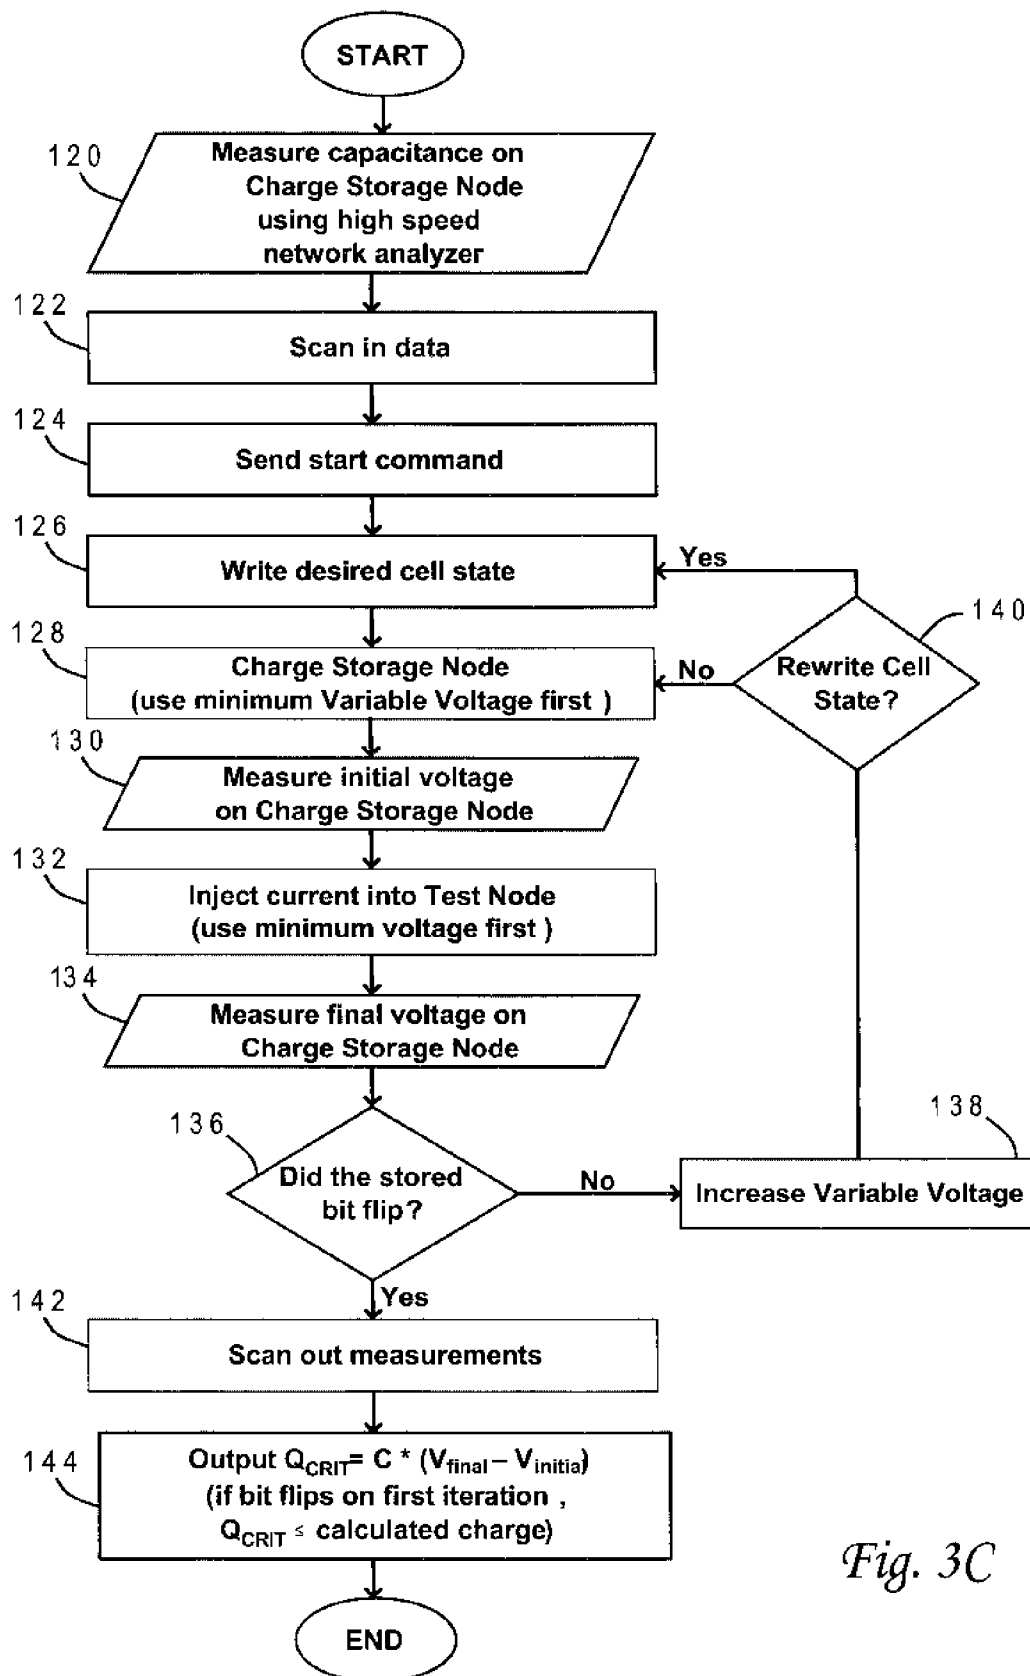 START
120
Measure capacitance on
Charge Storage Node
using high speed
network analyzer
122
Scan in data
124
Send start command
126
Write desired cell state
Yes
140
128
Charge Storage Node
(use minimum Variable Voltage first )
No
Rewrite Cell
State?
130
Measure initial voltage
on Charge Storage Node
132
Inject current into Test Node
(use minimum voltage first )
134
Measure final voltage on
Charge Storage Node
136
Did the stored
bit flip?
No
138
Increase Variable Voltage
Yes
142
Scan out measurements
144
Output QCRIT= C * (Vfinal – Vinitia)
(if bit flips on first iteration ,
QCRIT ≤ calculated charge)
Fig. 3C
END